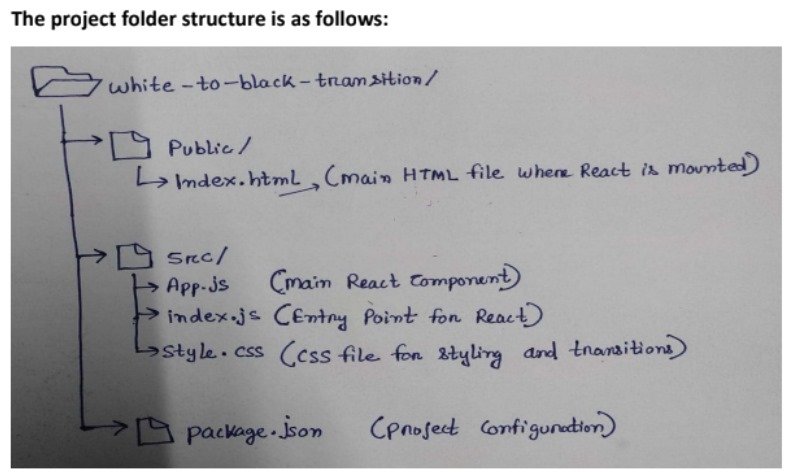 The project folder structure is as follows:
white-to-black-transition/
Public/
Index.html, (main HTML file where React is mounted)
Src/
App.js (main React Component)
index.js (Entry Point for React)
Style.css (css file for styling and transitions)
package.json (project Configuration)